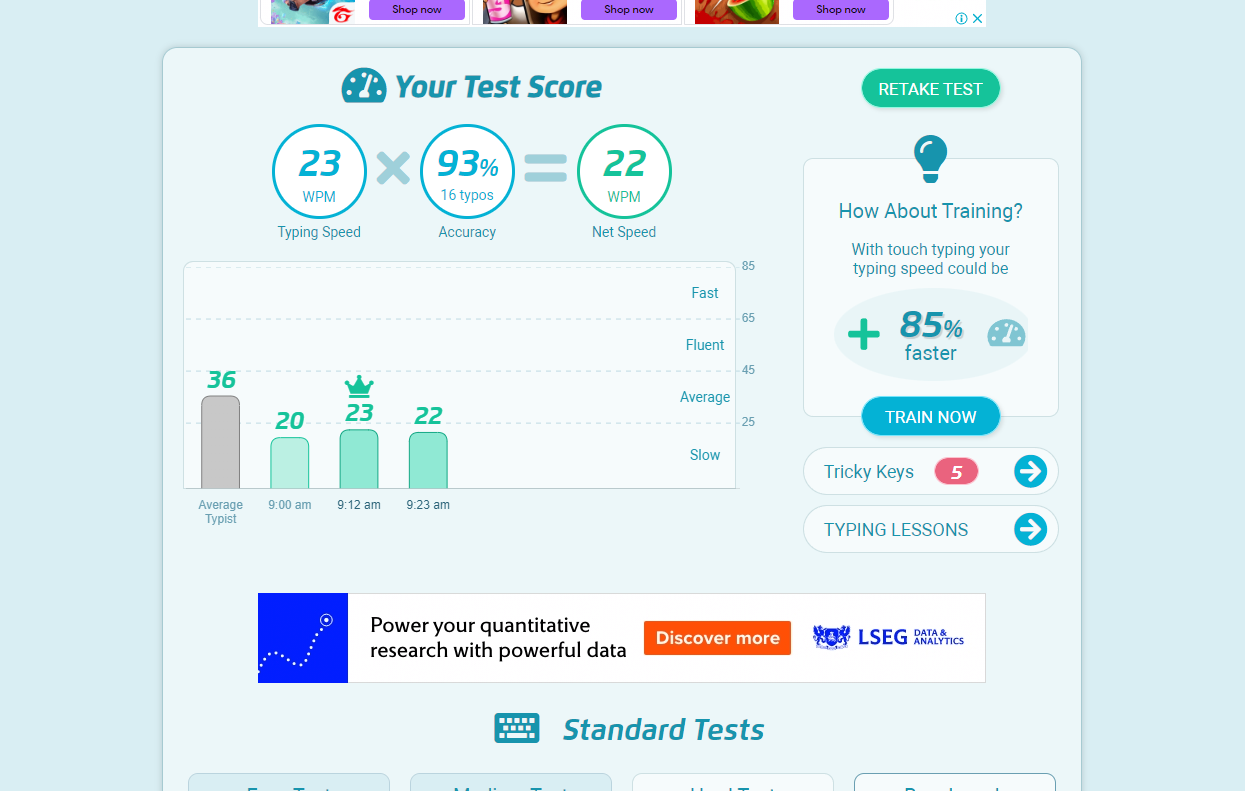 Shop now
Shop now
Shop now
Your Test Score
RETAKE TEST
23
WPM
Typing Speed
93%
16 typos
Accuracy
22
WPM
Net Speed
How About Training?
With touch typing your
typing speed could be
85%
faster
TRAIN NOW
Tricky Keys 5
TYPING LESSONS
85
Fast
65
Fluent
45
Average
25
Slow
36
20
23
22
Average
Typist
9:00 am
9:12 am
9:23 am
Power your quantitative
research with powerful data
Discover more
LSEG DATA &
ANALYTICS
Standard Tests